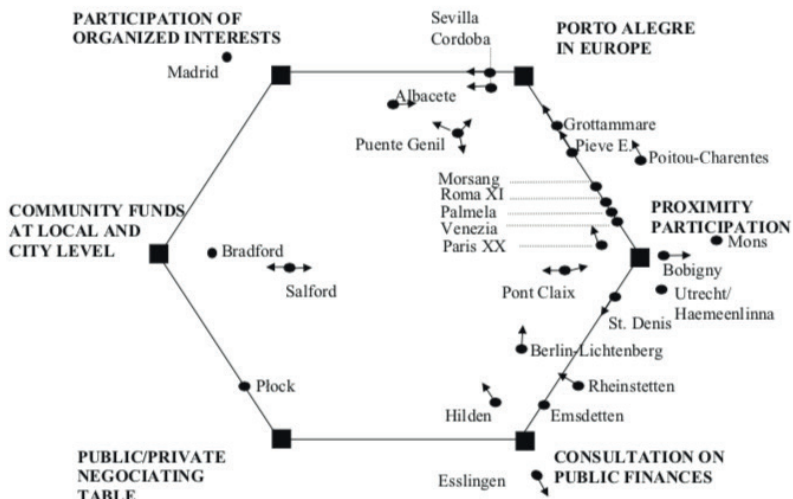 PARTICIPATION OF
ORGANIZED INTERESTS
Sevilla
Cordoba
PORTO ALEGRE
IN EUROPE
Madrid
Albacete
Puente Genil
Grottammare
Pieve E.
Poitou-Charentes
Morsang
Roma XI
Palmela
Venezia
Paris XX
COMMUNITY FUNDS
AT LOCAL AND
CITY LEVEL
PROXIMITY
PARTICIPATION
Mons
Bradford
Salford
Bobigny
Pont Claix
Utrecht/
Haemeenlinna
St. Denis
Berlin-Lichtenberg
Płock
Rheinstetten
Hilden
Emsdetten
PUBLIC/PRIVATE
NEGOCIATING
TABLE
CONSULTATION ON
PUBLIC FINANCES
Esslingen